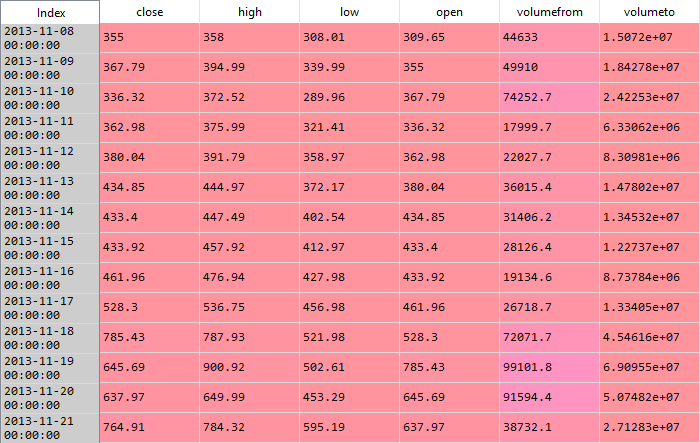 Index close high low open volumefrom volumeto
2013-11-08 00:00:00 355 358 308.01 309.65 44633 1.5072e+07
2013-11-09 00:00:00 367.79 394.99 339.99 355 49910 1.84278e+07
2013-11-10 00:00:00 336.32 372.52 289.96 367.79 74252.7 2.42253e+07
2013-11-11 00:00:00 362.98 375.99 321.41 336.32 17999.7 6.33062e+06
2013-11-12 00:00:00 380.04 391.79 358.97 362.98 22027.7 8.30981e+06
2013-11-13 00:00:00 434.85 444.97 372.17 380.04 36015.4 1.47802e+07
2013-11-14 00:00:00 433.4 447.49 402.54 434.85 31406.2 1.34532e+07
2013-11-15 00:00:00 433.92 457.92 412.97 433.4 28126.4 1.22737e+07
2013-11-16 00:00:00 461.96 476.94 427.98 433.92 19134.6 8.73784e+06
2013-11-17 00:00:00 528.3 536.75 456.98 461.96 26718.7 1.33405e+07
2013-11-18 00:00:00 785.43 787.93 521.98 528.3 72071.7 4.54616e+07
2013-11-19 00:00:00 645.69 900.92 502.61 785.43 99101.8 6.90955e+07
2013-11-20 00:00:00 637.97 649.99 453.29 645.69 91594.4 5.07482e+07
2013-11-21 00:00:00 764.91 784.32 595.19 637.97 38732.1 2.71283e+07